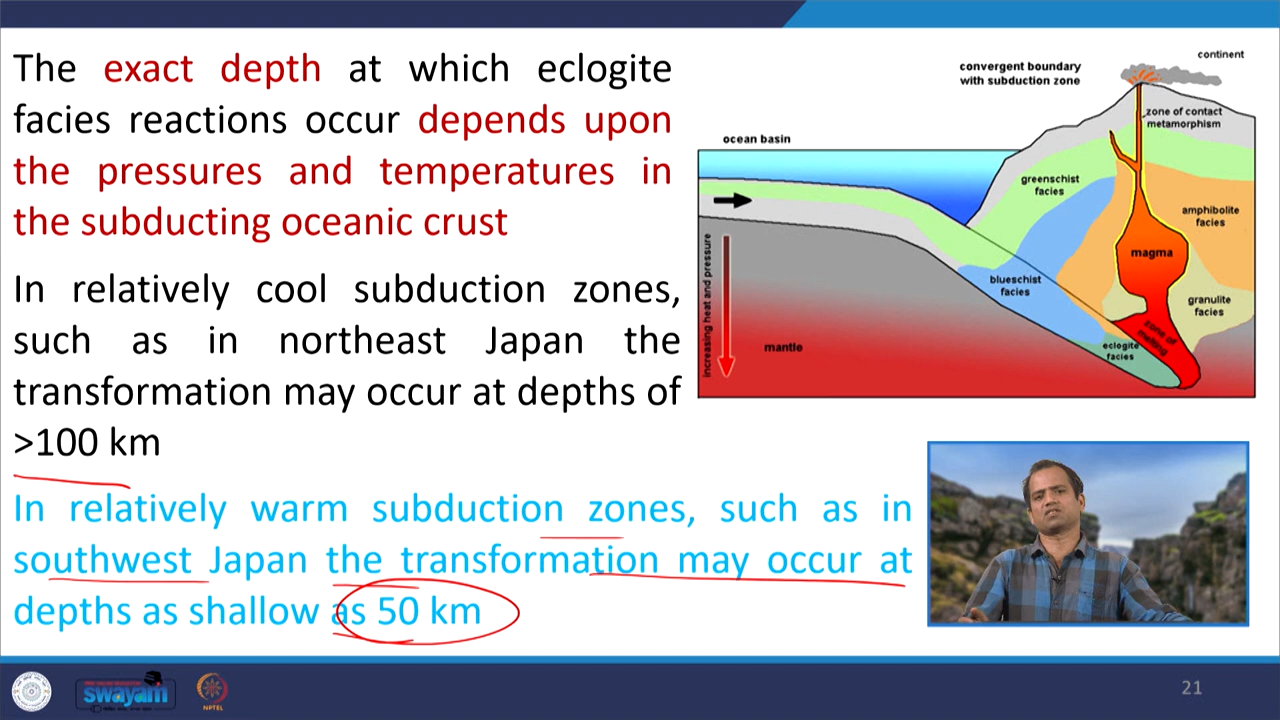 The exact depth at which eclogite
facies reactions occur depends upon
the pressures and temperatures in
the subducting oceanic crust
In relatively cool subduction zones,
such as in northeast Japan the
transformation may occur at depths of
>100 km
In relatively warm subduction zones, such as in
southwest Japan the transformation may occur at
depths as shallow as 50 km
convergent boundary
with subduction zone
continent
ocean basin
zone of contact
metamorphism
greenschist
facies
amphibolite
facies
magma
blueschist
facies
granulite
facies
zone of
melting
eclogite
facies
mantle
increasing heat and pressure
swayam
NPTEL
21